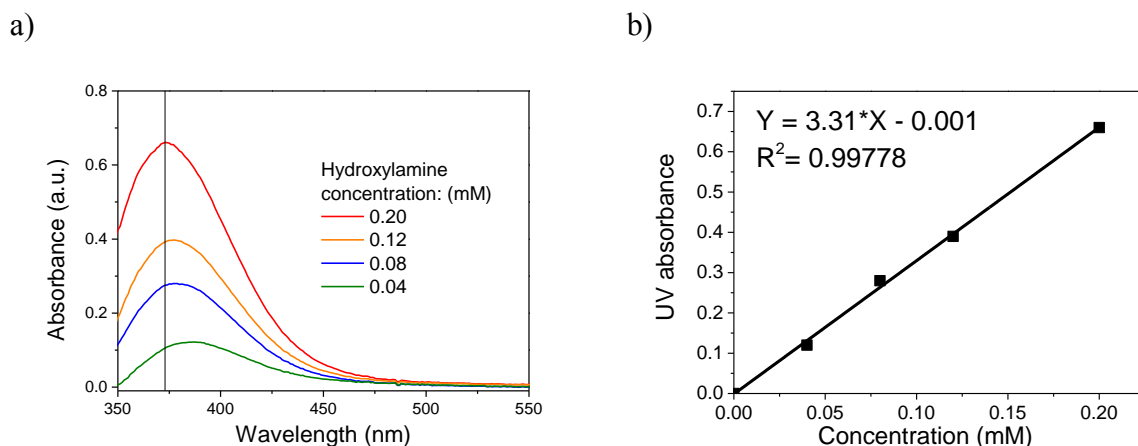 a)
b)
0.8
0.6
0.4
0.2
0.0
350
400
450
500
550
Absorbance (a.u.)
Wavelength (nm)
Hydroxylamine
concentration: (mM)
0.20
0.12
0.08
0.04
0.7
0.6
0.5
0.4
0.3
0.2
0.1
0.0
0.00
0.05
0.10
0.15
0.20
UV absorbance
Concentration (mM)
Y = 3.31*X - 0.001
R²= 0.99778